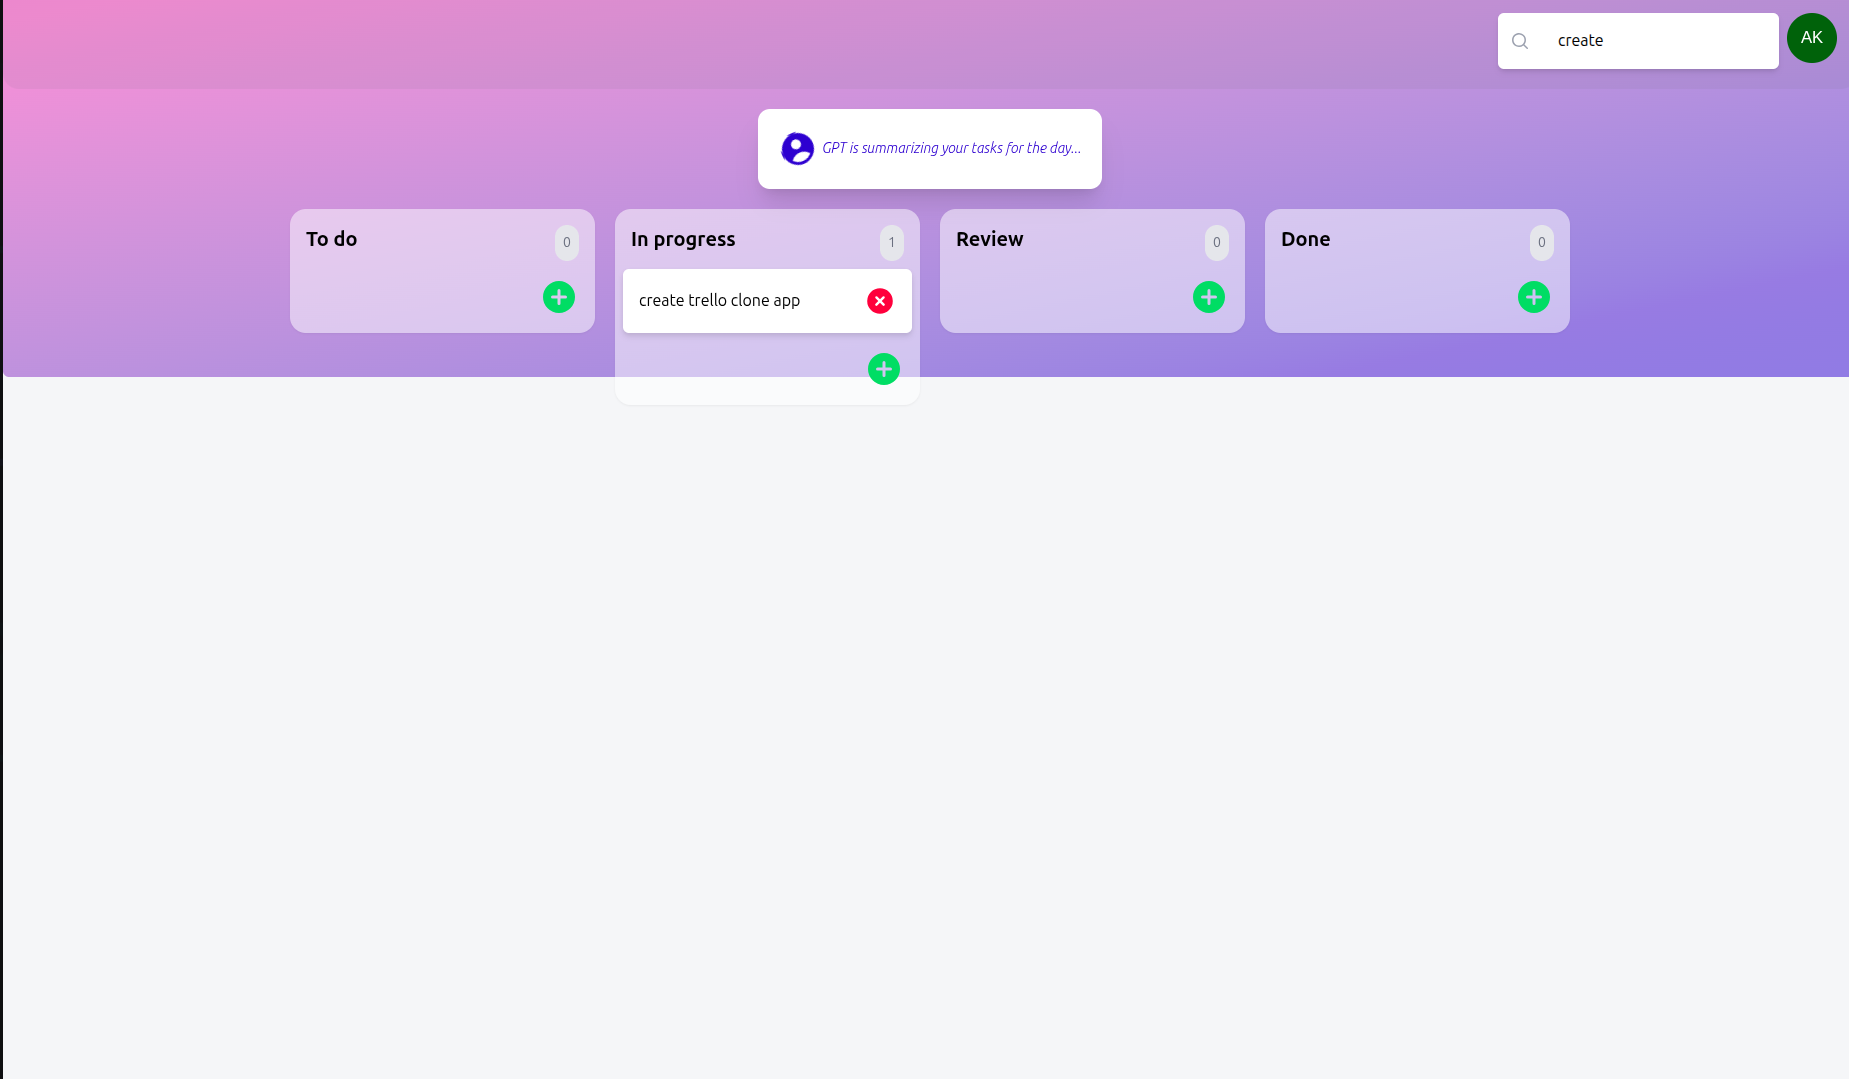 create
AK
GPT is summarizing your tasks for the day...
To do
0
In progress
1
Review
0
Done
0
create trello clone app